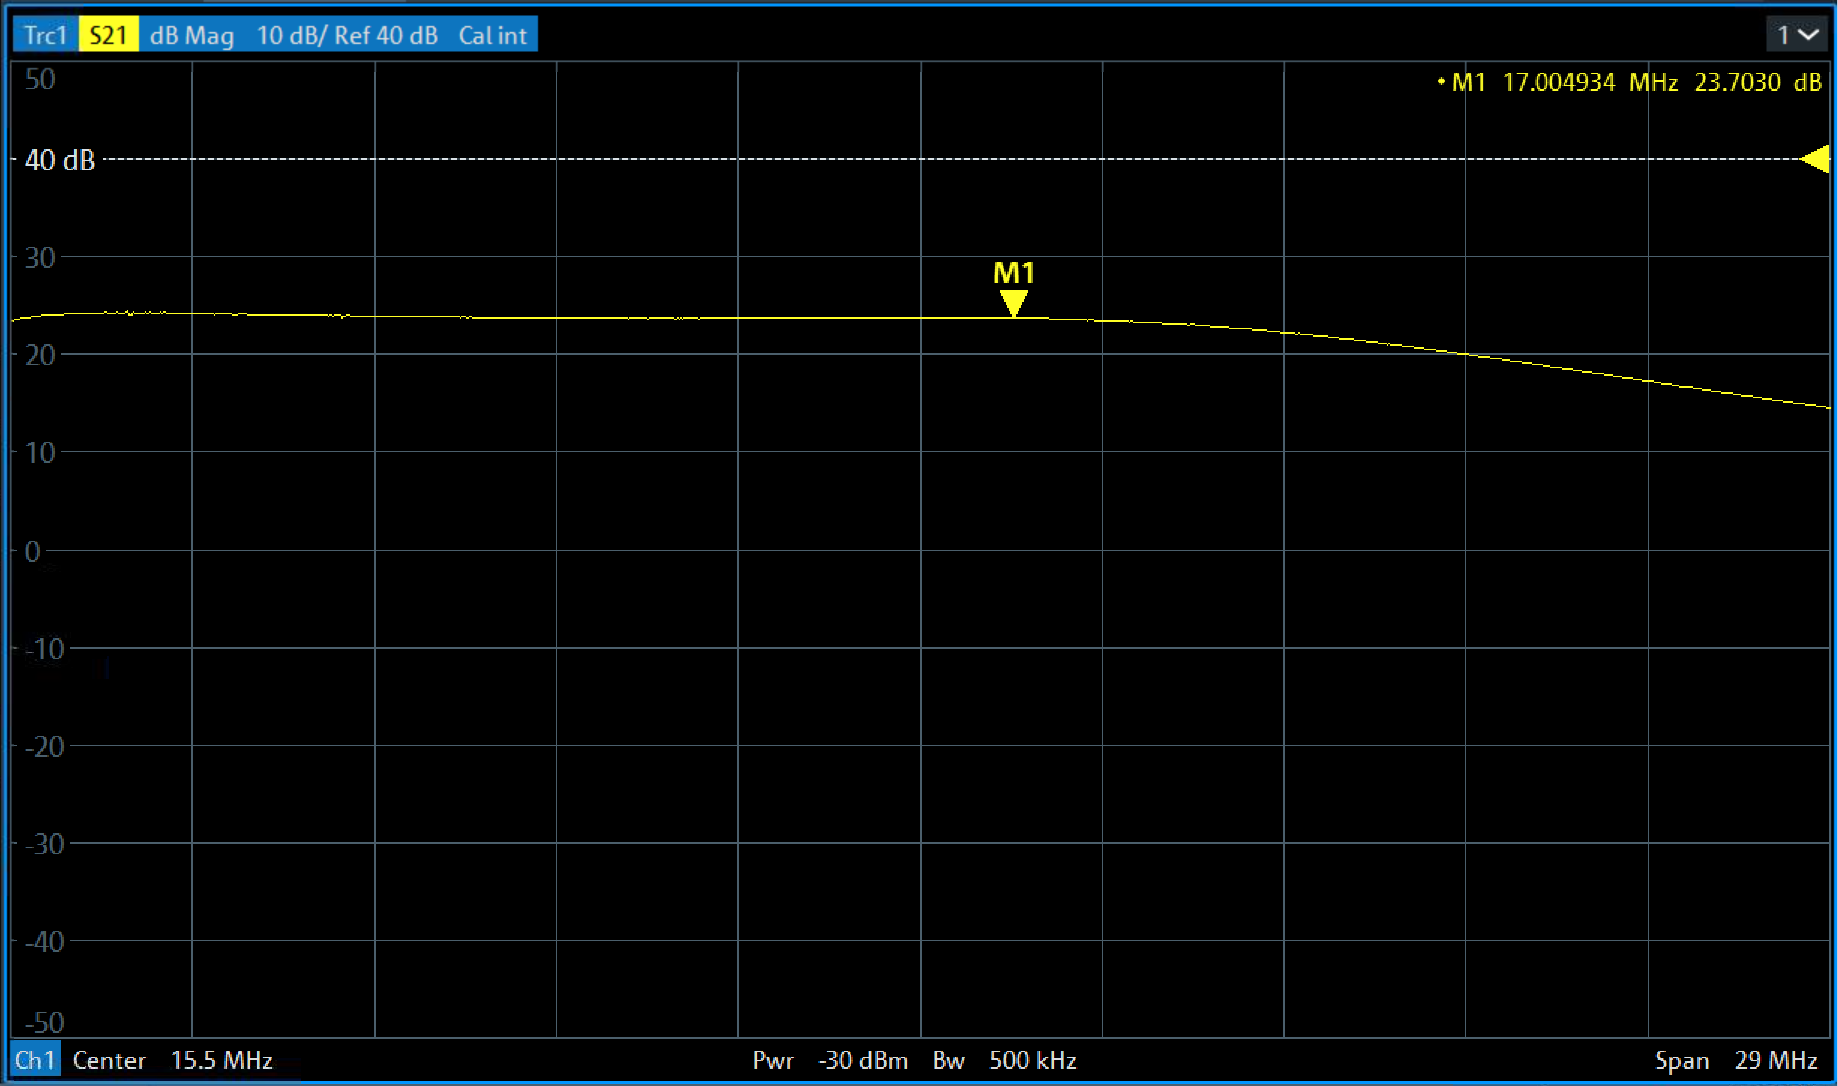 Trc1 S21 dB Mag 10 dB/ Ref 40 dB Cal int
1
50
• M1 17.004934 MHz 23.7030 dB
40 dB
30
M1
20
10
0
-10
-20
-30
-40
-50
Ch1 Center 15.5 MHz Pwr -30 dBm Bw 500 kHz Span 29 MHz